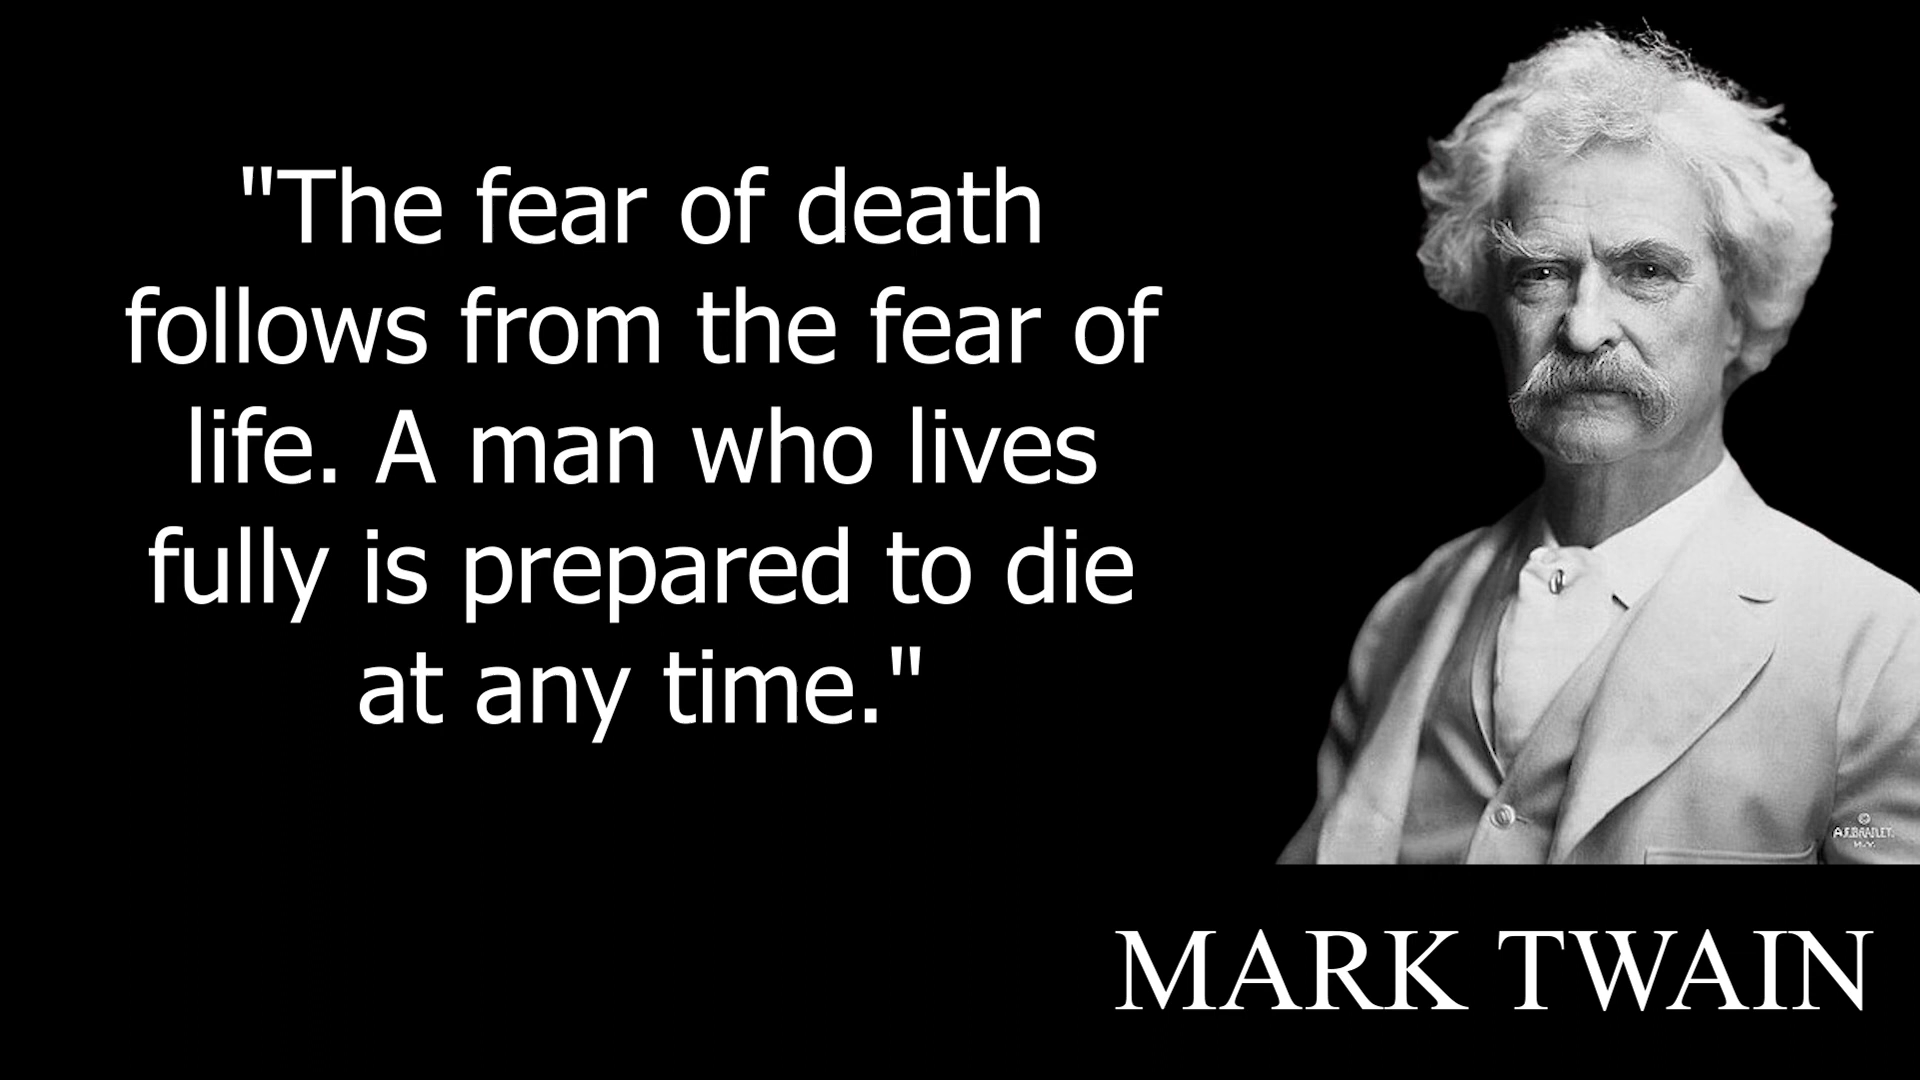 "The fear of death
follows from the fear of
life. A man who lives
fully is prepared to die
at any time."
©
N.Y.
MARK TWAIN